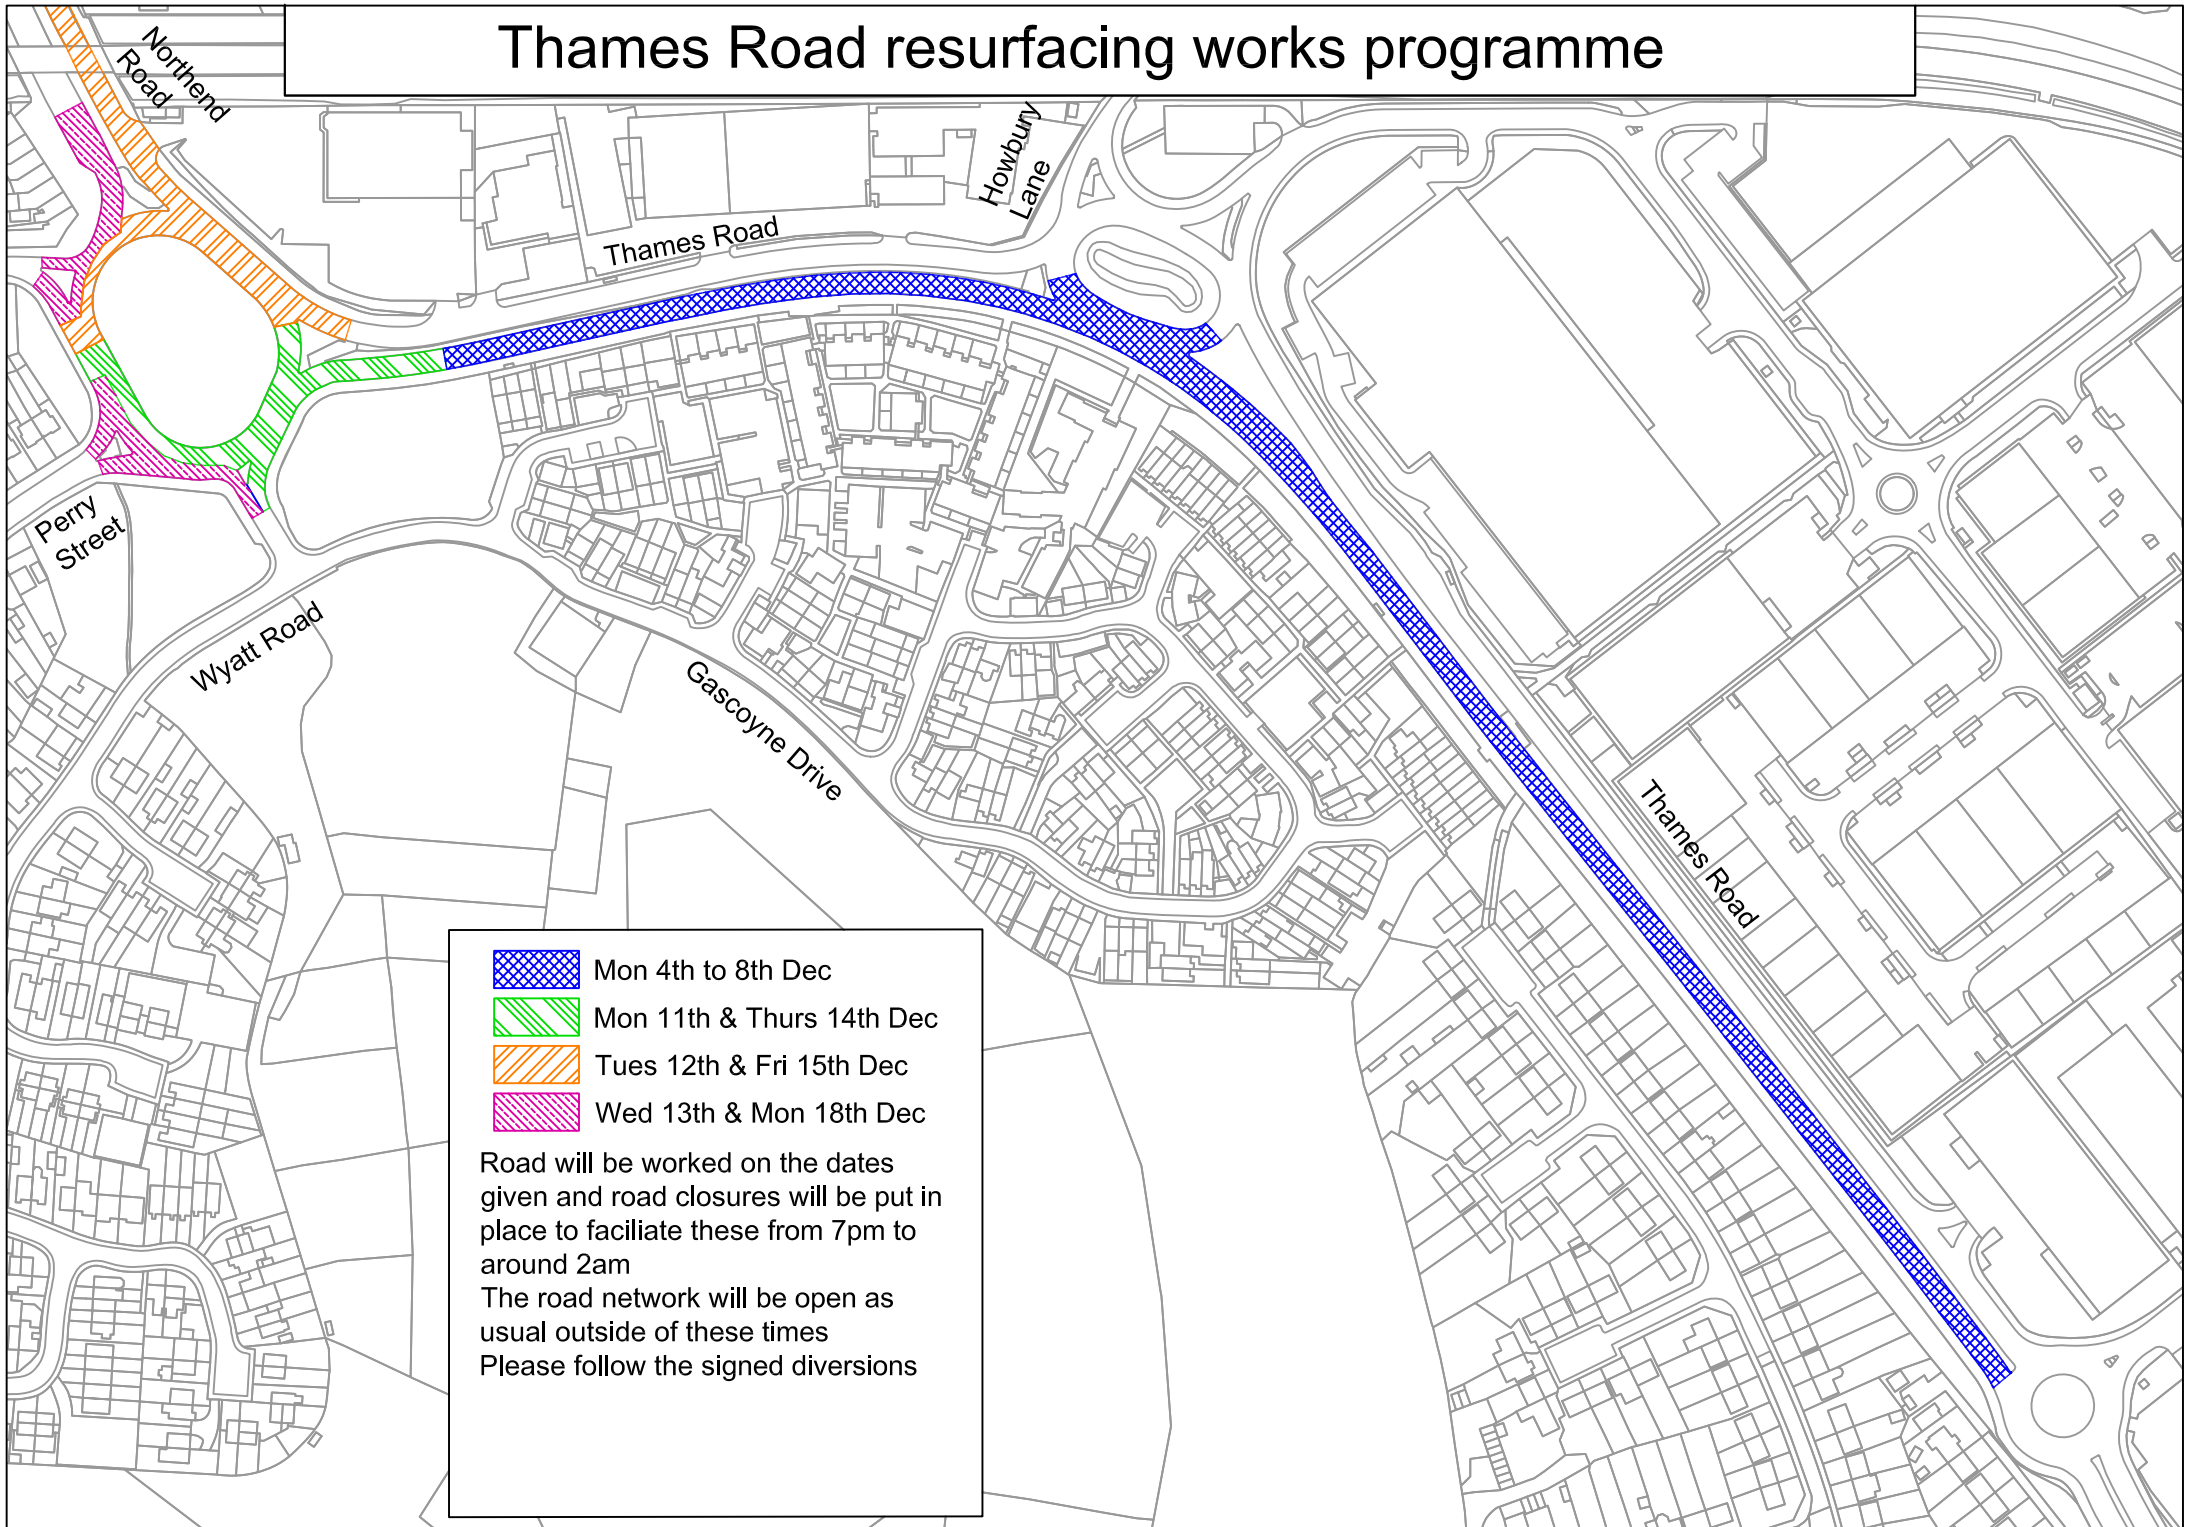 Thames Road resurfacing works programme
Northend
Road
Howbury
Lane
Thames Road
Perry
Street
Wyatt Road
Gascoyne Drive
Thames Road
Mon 4th to 8th Dec
Mon 11th & Thurs 14th Dec
Tues 12th & Fri 15th Dec
Wed 13th & Mon 18th Dec
Road will be worked on the dates
given and road closures will be put in
place to faciliate these from 7pm to
around 2am
The road network will be open as
usual outside of these times
Please follow the signed diversions